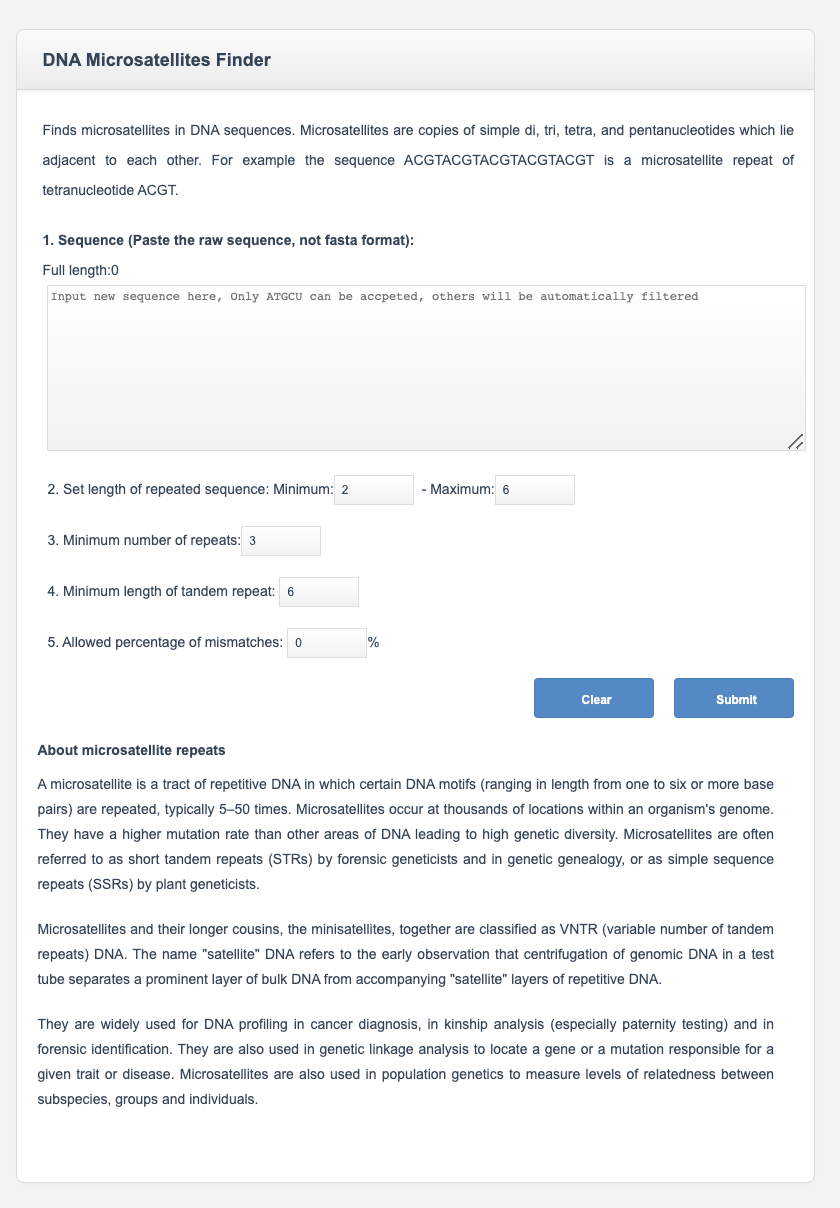 DNA Microsatellites Finder
Finds microsatellites in DNA sequences. Microsatellites are copies of simple di, tri, tetra, and pentanucleotides which lie
adjacent to each other. For example the sequence ACGTACGTACGTACGTACGT is a microsatellite repeat of
tetranucleotide ACGT.
1. Sequence (Paste the raw sequence, not fasta format):
Full length:0
Input new sequence here, Only ATGCU can be accpeted, others will be automatically filtered
2. Set length of repeated sequence: Minimum: 2 - Maximum: 6
3. Minimum number of repeats: 3
4. Minimum length of tandem repeat: 6
5. Allowed percentage of mismatches: 0 %
Clear Submit
About microsatellite repeats
A microsatellite is a tract of repetitive DNA in which certain DNA motifs (ranging in length from one to six or more base
pairs) are repeated, typically 5–50 times. Microsatellites occur at thousands of locations within an organism's genome.
They have a higher mutation rate than other areas of DNA leading to high genetic diversity. Microsatellites are often
referred to as short tandem repeats (STRs) by forensic geneticists and in genetic genealogy, or as simple sequence
repeats (SSRs) by plant geneticists.
Microsatellites and their longer cousins, the minisatellites, together are classified as VNTR (variable number of tandem
repeats) DNA. The name "satellite" DNA refers to the early observation that centrifugation of genomic DNA in a test
tube separates a prominent layer of bulk DNA from accompanying "satellite" layers of repetitive DNA.
They are widely used for DNA profiling in cancer diagnosis, in kinship analysis (especially paternity testing) and in
forensic identification. They are also used in genetic linkage analysis to locate a gene or a mutation responsible for a
given trait or disease. Microsatellites are also used in population genetics to measure levels of relatedness between
subspecies, groups and individuals.